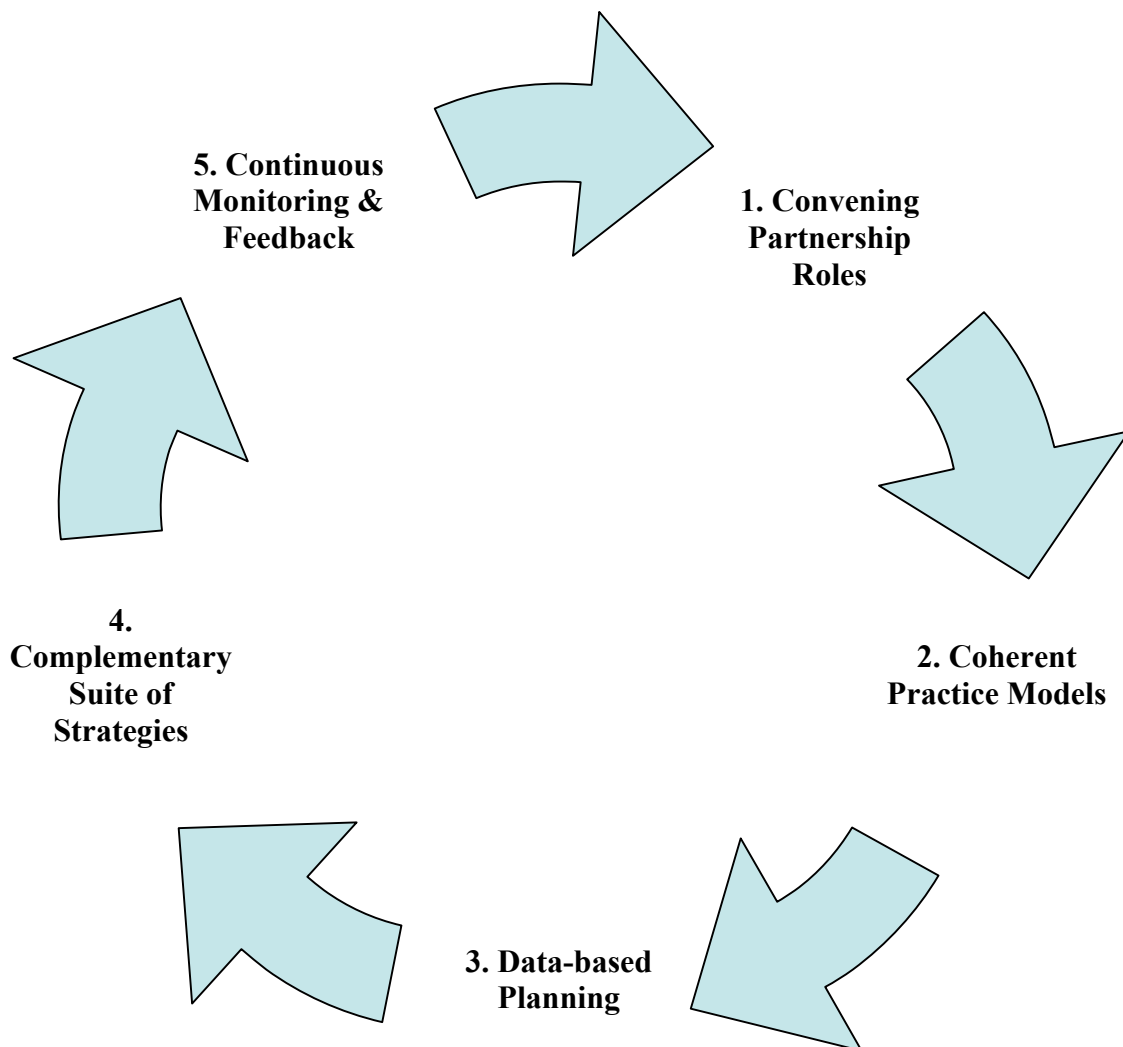 5. Continuous
Monitoring &
Feedback
1. Convening
Partnership
Roles
4.
Complementary
Suite of
Strategies
2. Coherent
Practice Models
3. Data-based
Planning